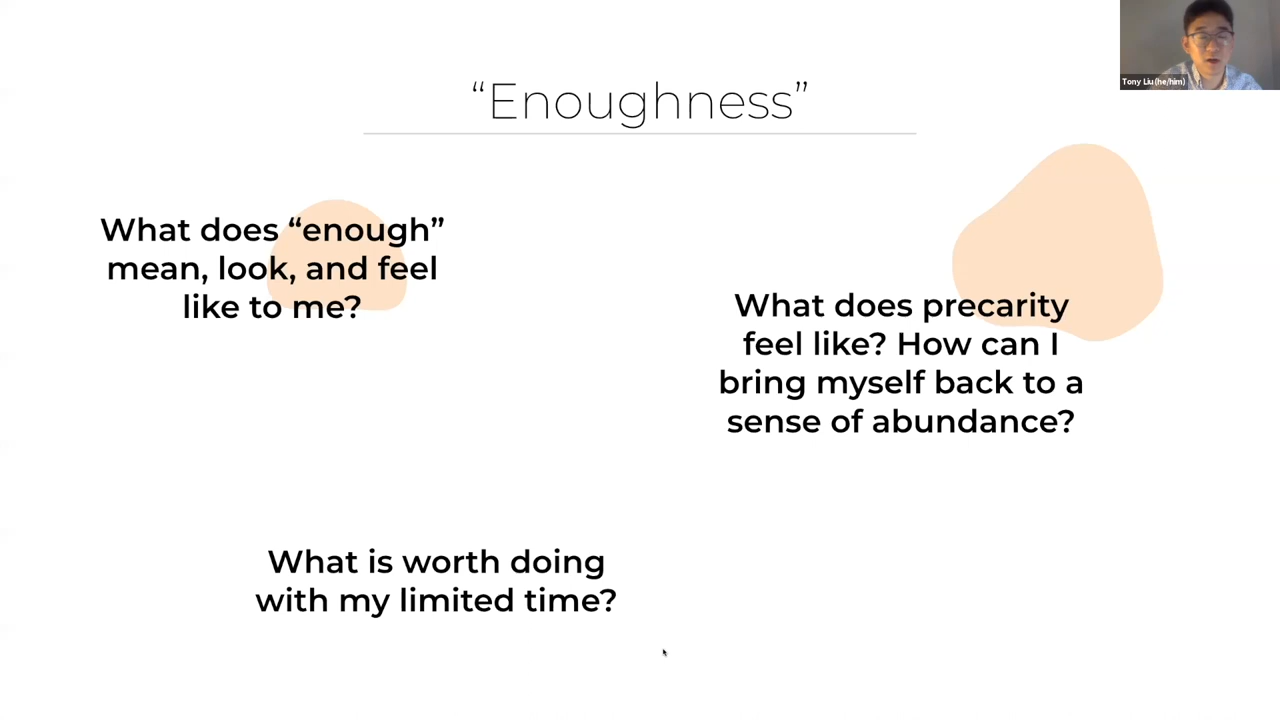 “Enoughness”
What does “enough”
mean, look, and feel
like to me?
What does precarity
feel like? How can I
bring myself back to a
sense of abundance?
What is worth doing
with my limited time?
Tony Liu (he/him)